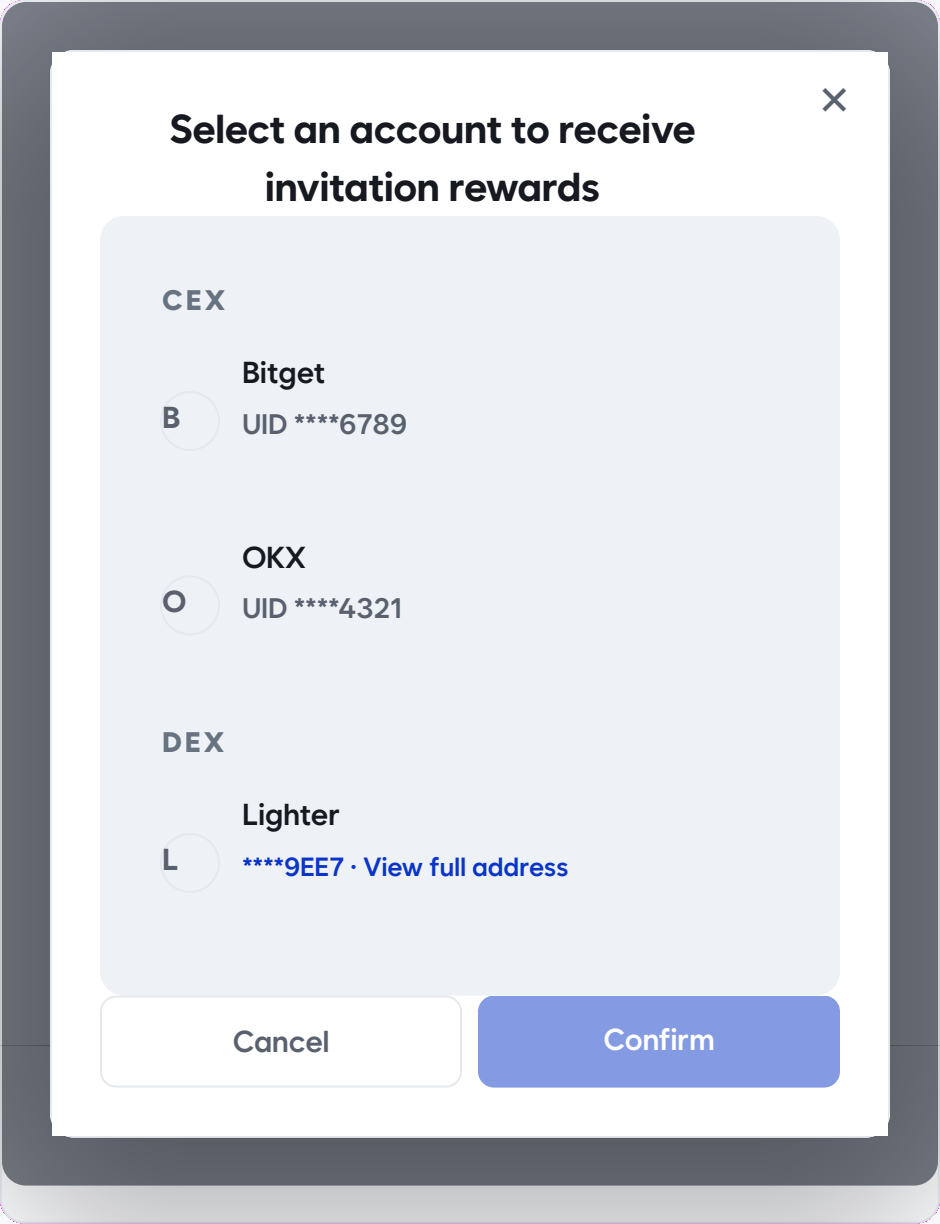 Select an account to receive
invitation rewards
CEX
Bitget
B
UID ****6789
OKX
O
UID ****4321
DEX
Lighter
L
****9EE7 · View full address
Cancel
Confirm